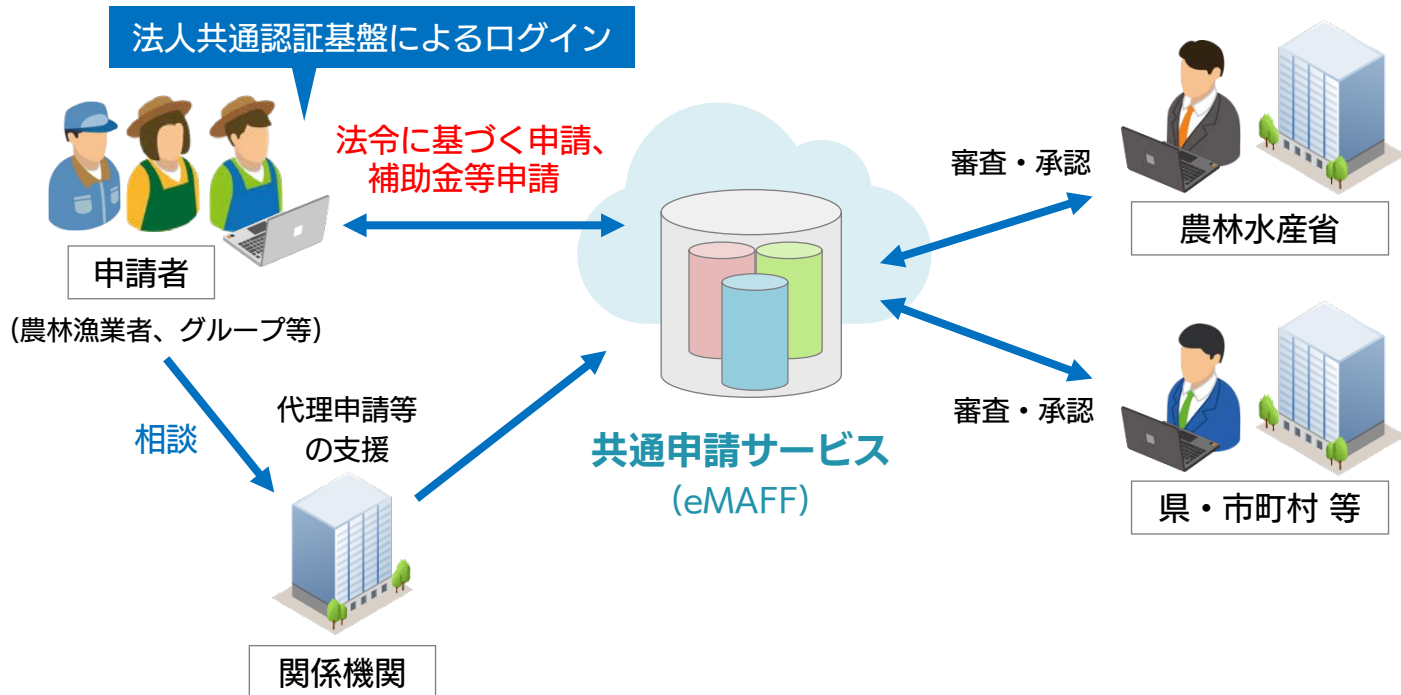 法人共通認証基盤によるログイン
法令に基づく申請、
補助金等申請
申請者
(農林漁業者、グループ等)
相談
代理申請等
の支援
関係機関
共通申請サービス
(eMAFF)
審査・承認
農林水産省
審査・承認
県・市町村 等